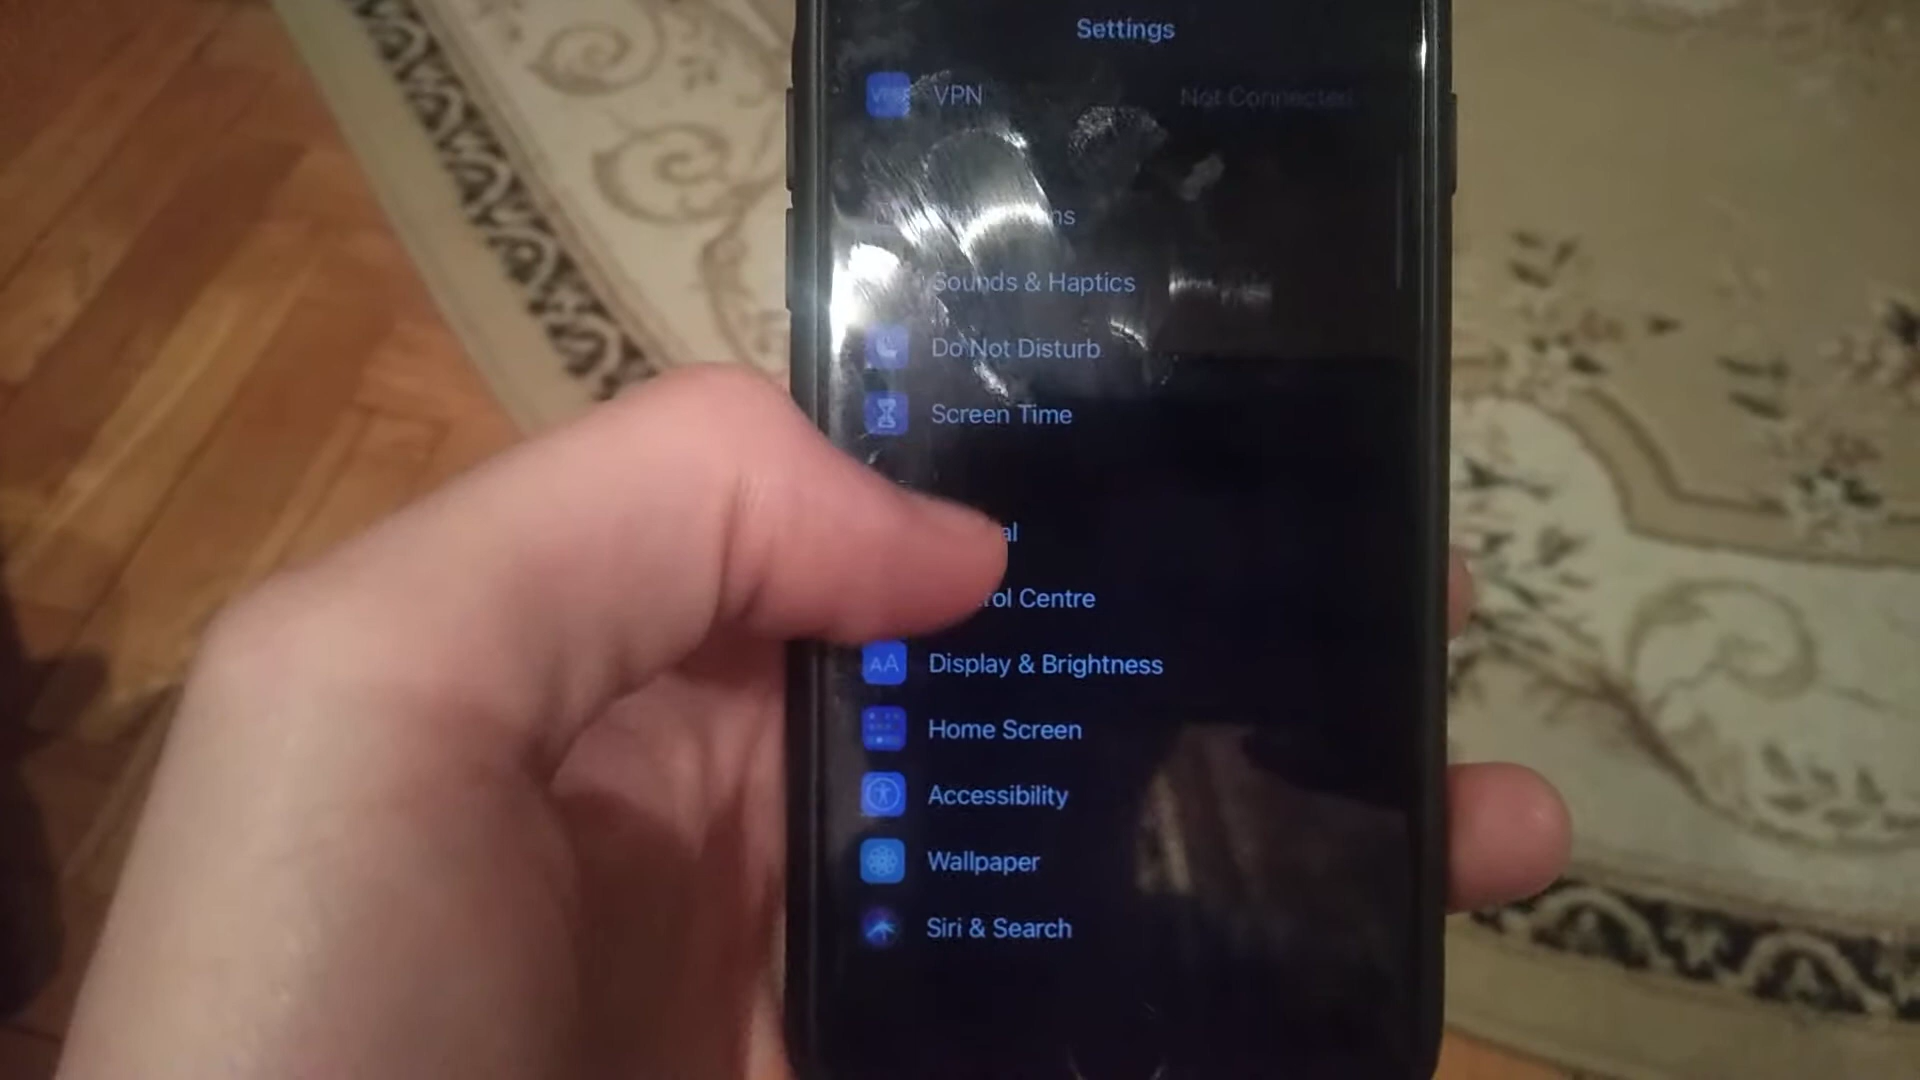 Settings
VPN
Not Connected
Sounds & Haptics
Do Not Disturb
Screen Time
Centre
AA
Display & Brightness
Home Screen
Accessibility
Wallpaper
Siri & Search